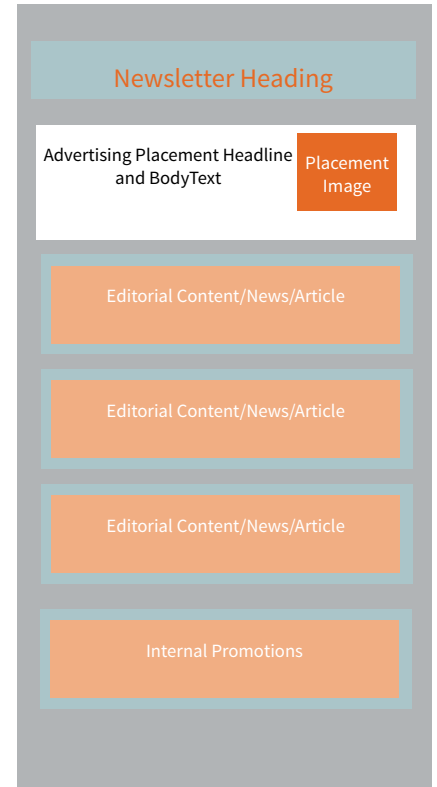 Newsletter Heading
Advertising Placement Headline
and BodyText
Placement
Image
Editorial Content/News/Article
Editorial Content/News/Article
Editorial Content/News/Article
Internal Promotions